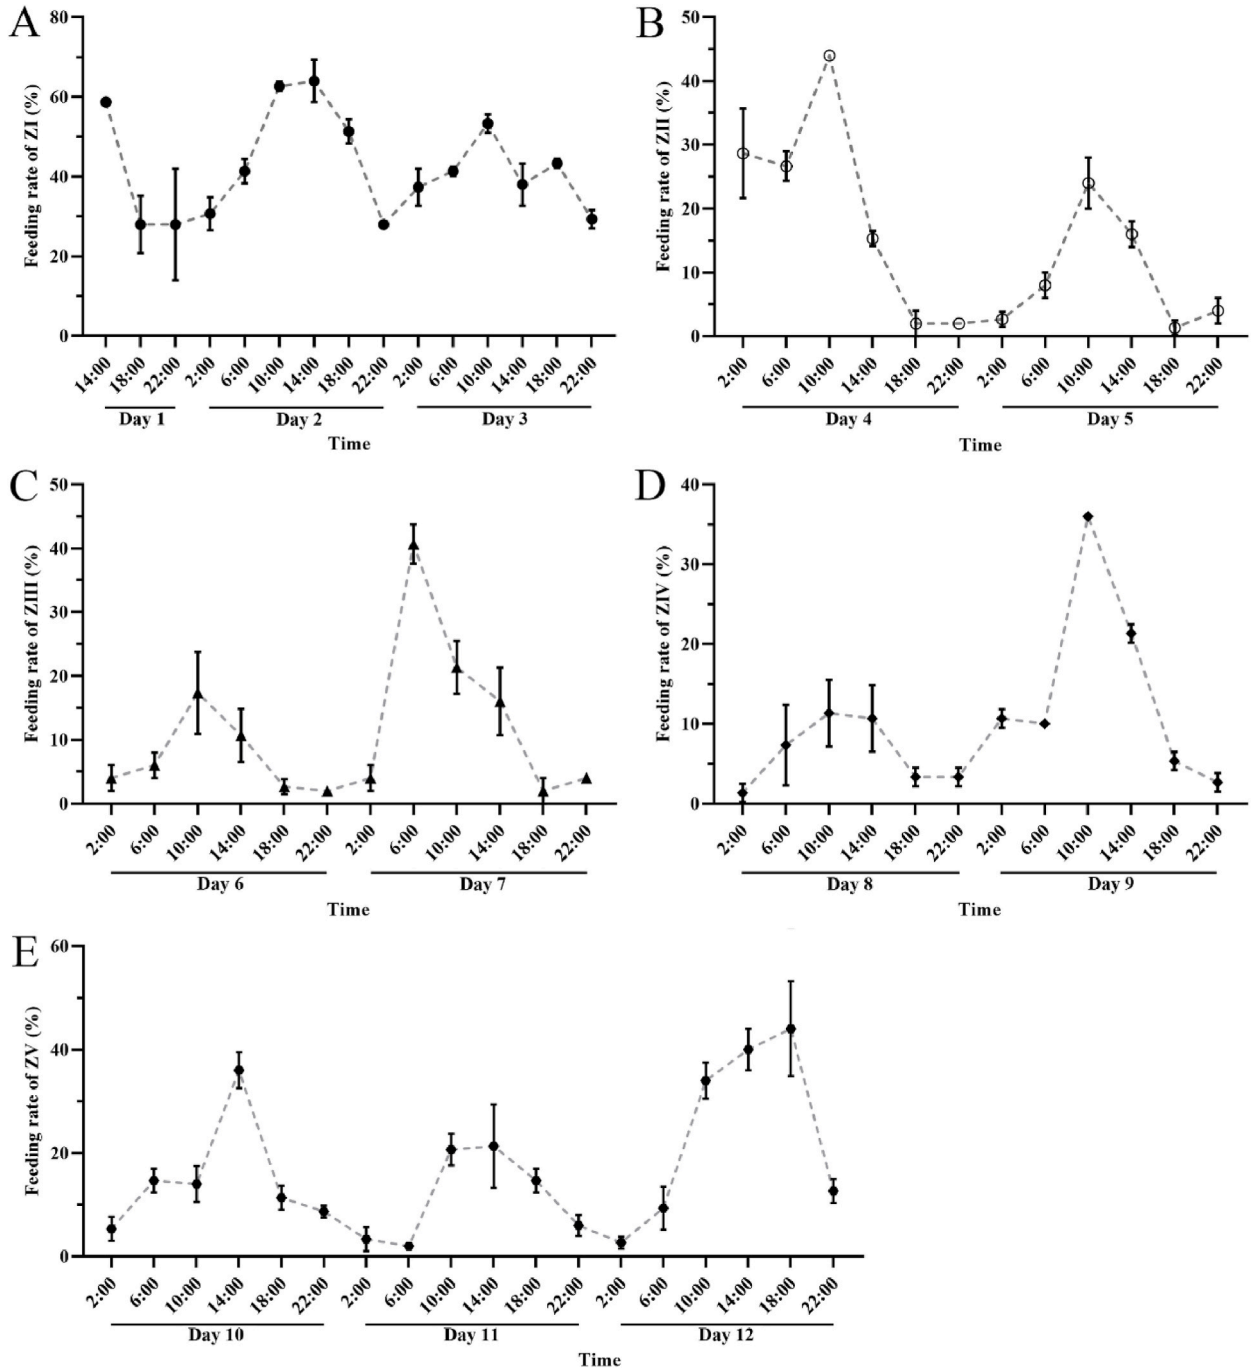 A
Feeding rate of ZI (%)
80
60
40
20
0
14:00 18:00 22:00 2:00 6:00 10:00 14:00 18:00 22:00 2:00 6:00 10:00 14:00 18:00 22:00
Day 1 Day 2 Day 3
Time
B
Feeding rate of ZII (%)
50
40
30
20
10
0
2:00 6:00 10:00 14:00 18:00 22:00 2:00 6:00 10:00 14:00 18:00 22:00
Day 4 Day 5
Time
C
Feeding rate of ZIII (%)
50
40
30
20
10
0
2:00 6:00 10:00 14:00 18:00 22:00 2:00 6:00 10:00 14:00 18:00 22:00
Day 6 Day 7
Time
D
Feeding rate of ZIV (%)
40
30
20
10
0
2:00 6:00 10:00 14:00 18:00 22:00 2:00 6:00 10:00 14:00 18:00 22:00
Day 8 Day 9
Time
E
Feeding rate of ZV (%)
60
40
20
0
2:00 6:00 10:00 14:00 18:00 22:00 2:00 6:00 10:00 14:00 18:00 22:00 2:00 6:00 10:00 14:00 18:00 22:00
Day 10 Day 11 Day 12
Time